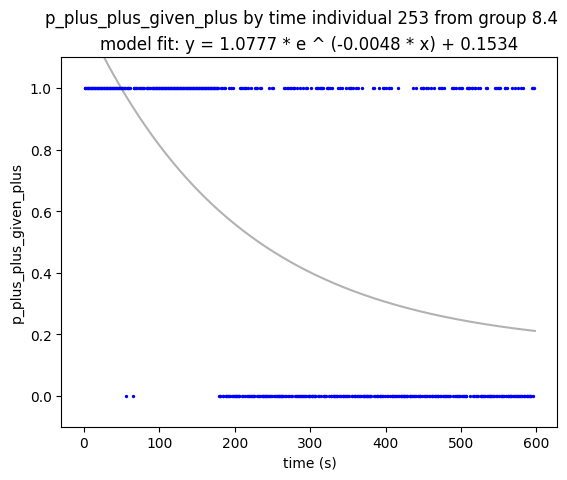 p_plus_plus_given_plus by time individual 253 from group 8.4
model fit: y = 1.0777 * e ^ (-0.0048 * x) + 0.1534
1.0
0.8
0.6
0.4
0.2
0.0
p_plus_plus_given_plus
0 100 200 300 400 500 600
time (s)